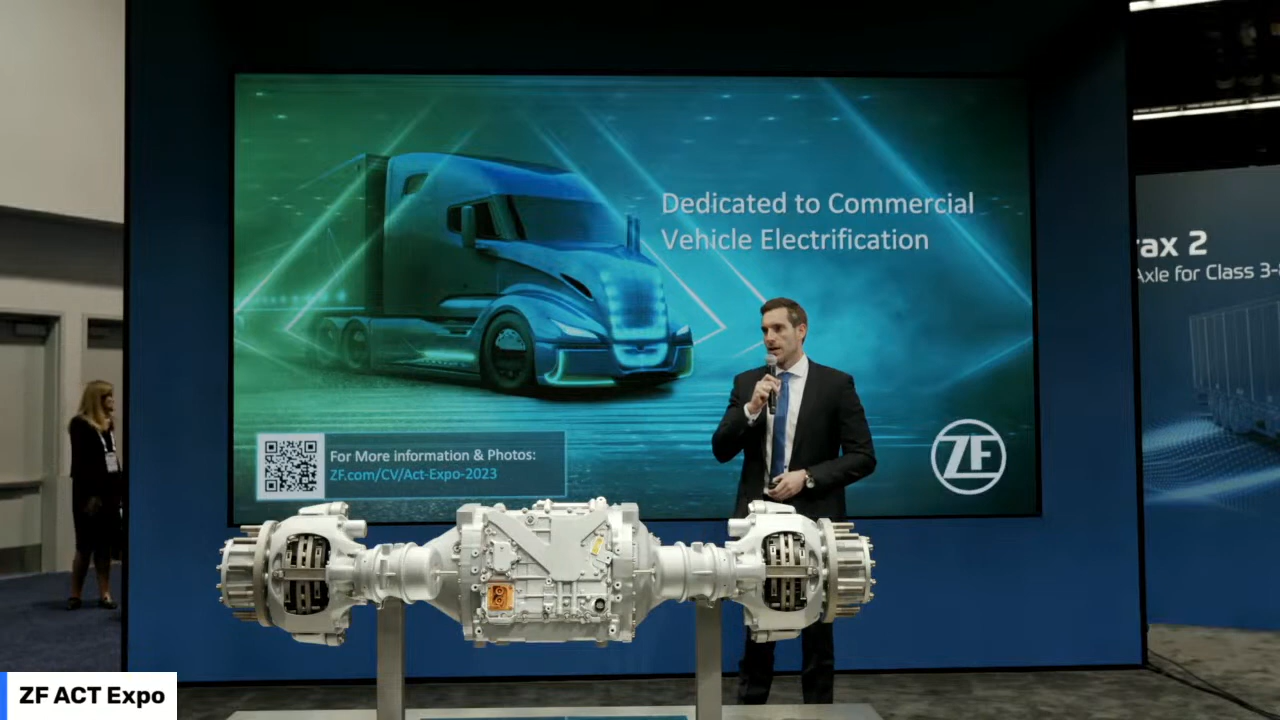 Dedicated to Commercial
Vehicle Electrification
rax 2
Axle for Class 3-
For More information & Photos:
ZF.com/CV/Act-Expo-2023
ZF
ZF ACT Expo